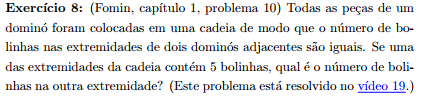 Exercício 8: (Fomin, capítulo 1, problema 10) Todas as peças de um
dominó foram colocadas em uma cadeia de modo que o número de bo-
linhas nas extremidades de dois dominós adjacentes são iguais. Se uma
das extremidades da cadeia contém 5 bolinhas, qual é o número de boli-
nhas na outra extremidade? (Este problema está resolvido no vídeo 19.)